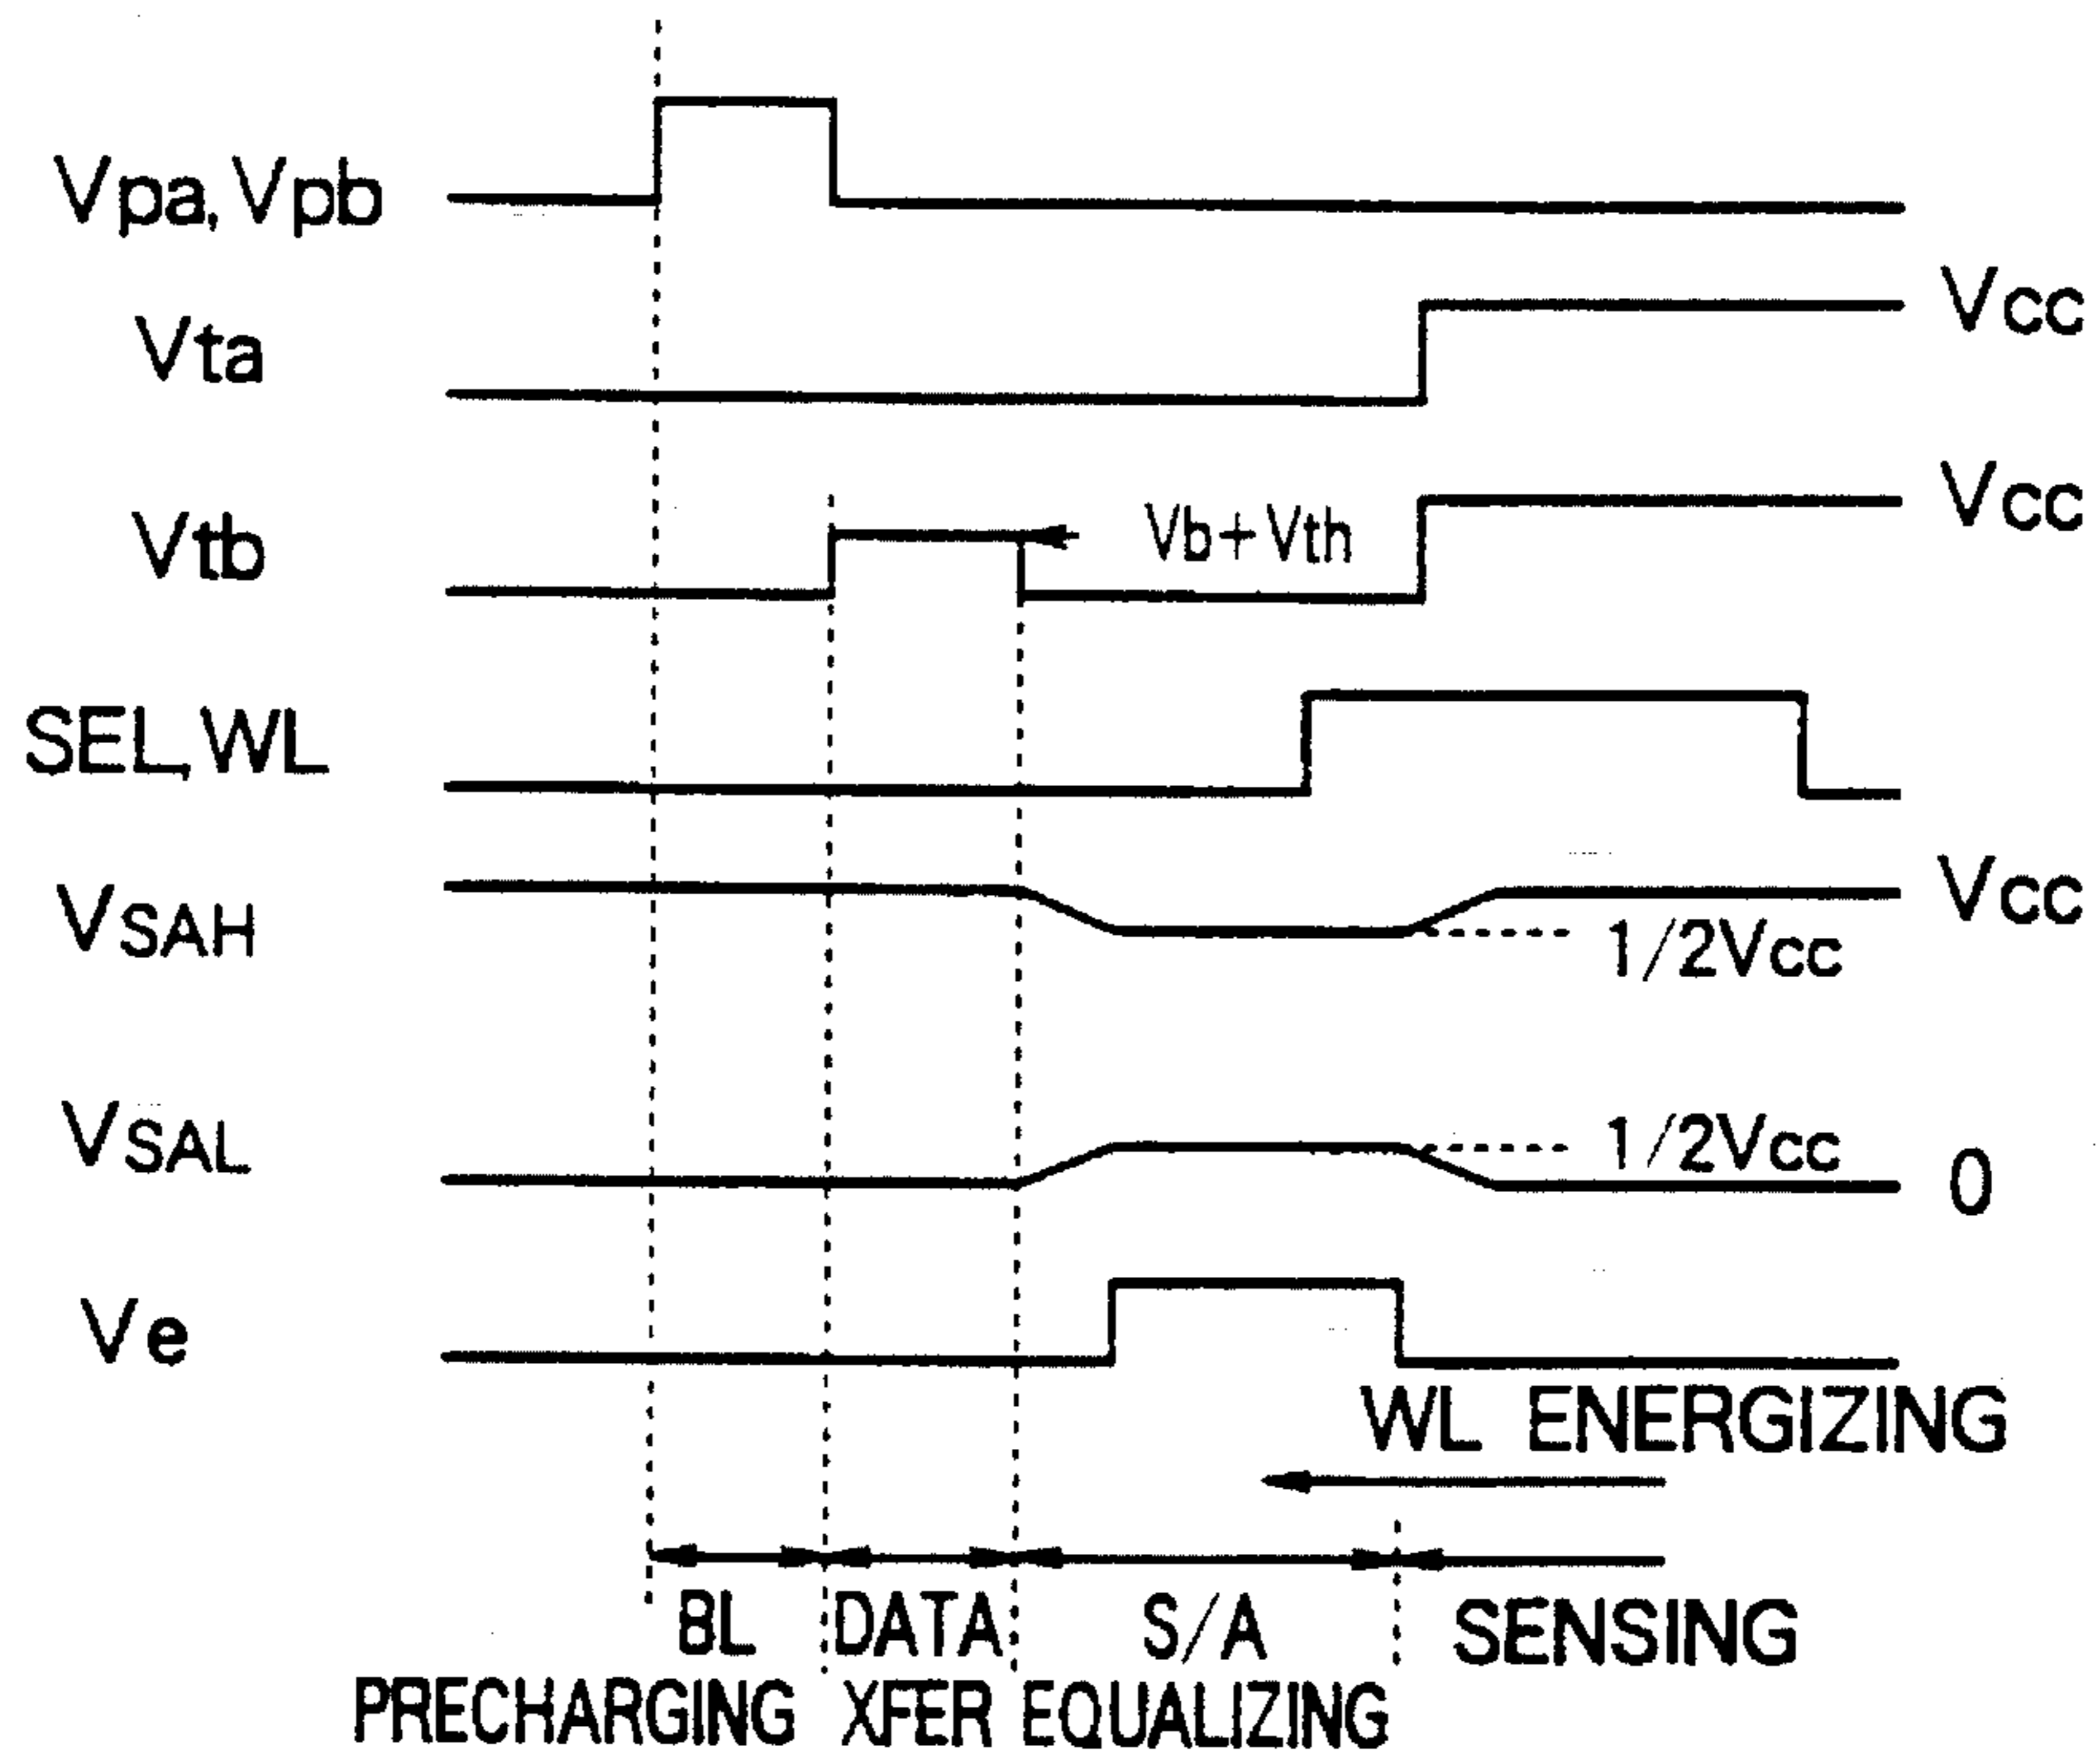 Vpa, Vpb
Vcc
Vta
Vcc
Vtb
Vb+Vth
SEL,WL
Vcc
VSAH
1/2Vcc
VSAL
1/2Vcc
0
Ve
WL ENERGIZING
BL DATA S/A SENSING
PRECHARGING XFER EQUALIZING